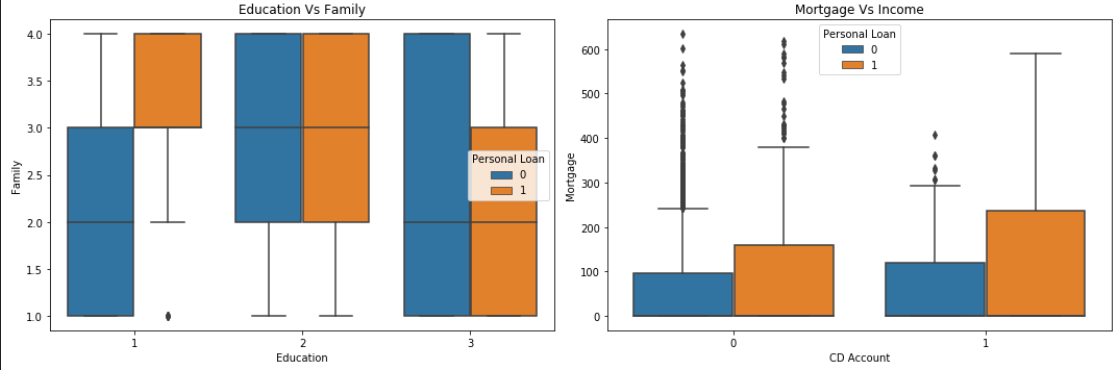 Education Vs Family
4.0
3.5
3.0
2.5
2.0
1.5
1.0
Family
Personal Loan
0
1
1
2
3
Education
Mortgage Vs Income
600
500
400
300
200
100
0
Mortgage
Personal Loan
0
1
0
1
CD Account